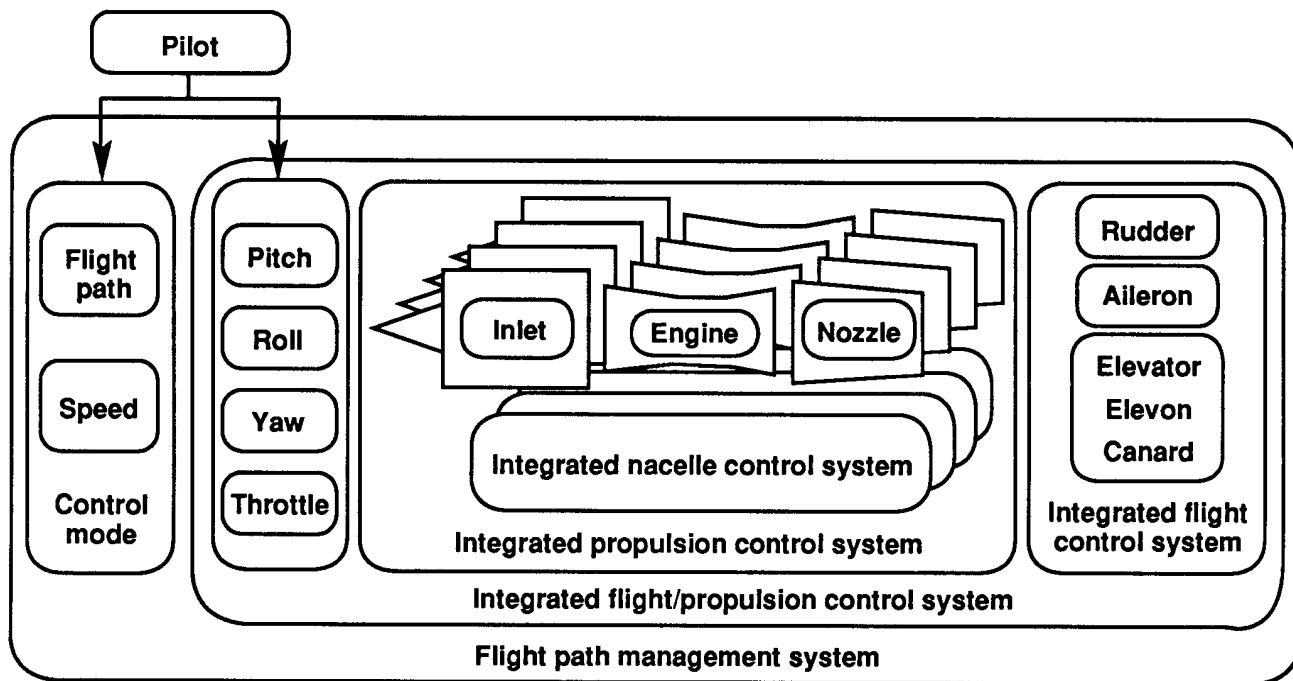 Pilot
Flight
path
Speed
Control
mode
Pitch
Roll
Yaw
Throttle
Inlet
Engine
Nozzle
Integrated nacelle control system
Integrated propulsion control system
Rudder
Aileron
Elevator
Elevon
Canard
Integrated flight
control system
Integrated flight/propulsion control system
Flight path management system